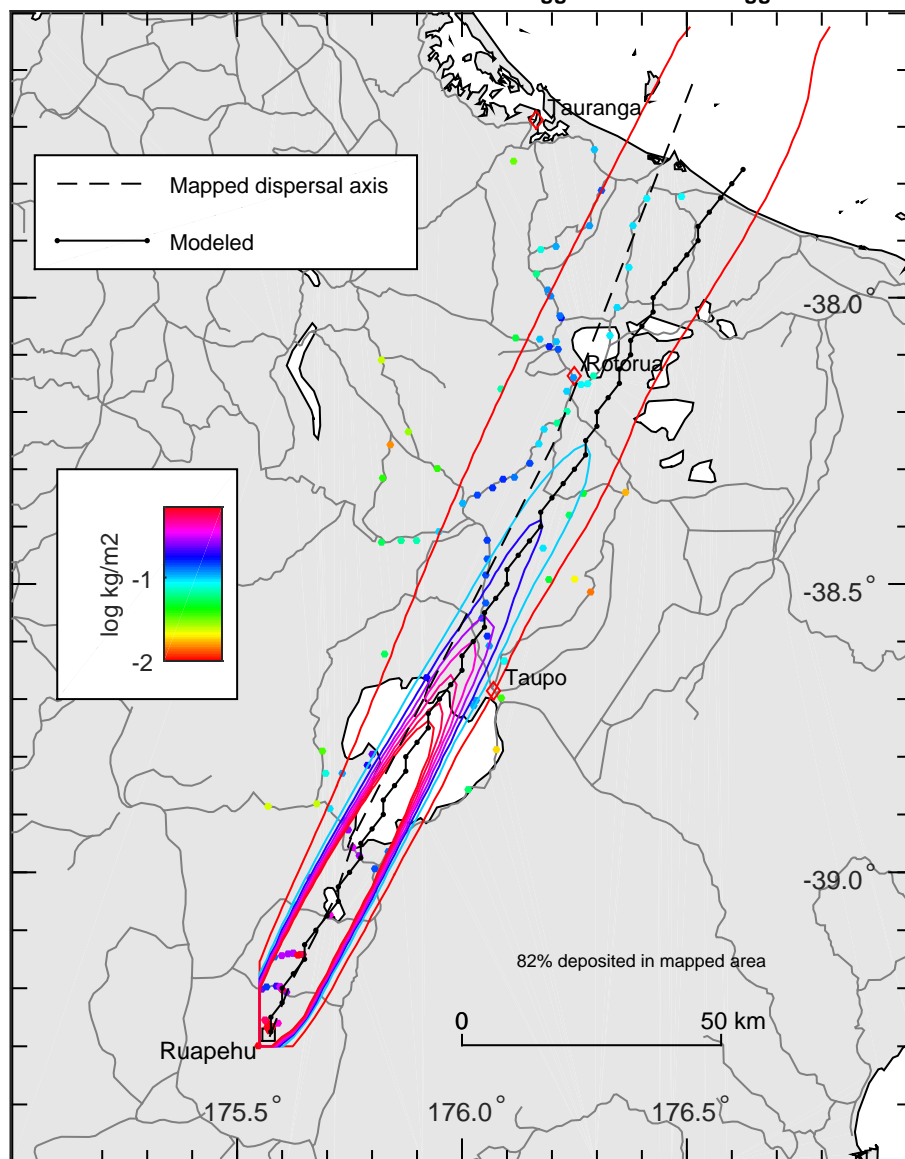 Tauranga
Mapped dispersal axis
Modeled
-38.0°
Rotorua
log kg/m2
-1
-2
-38.5°
Taupo
-39.0°
82% deposited in mapped area
0 50 km
Ruapehu
175.5° 176.0° 176.5°